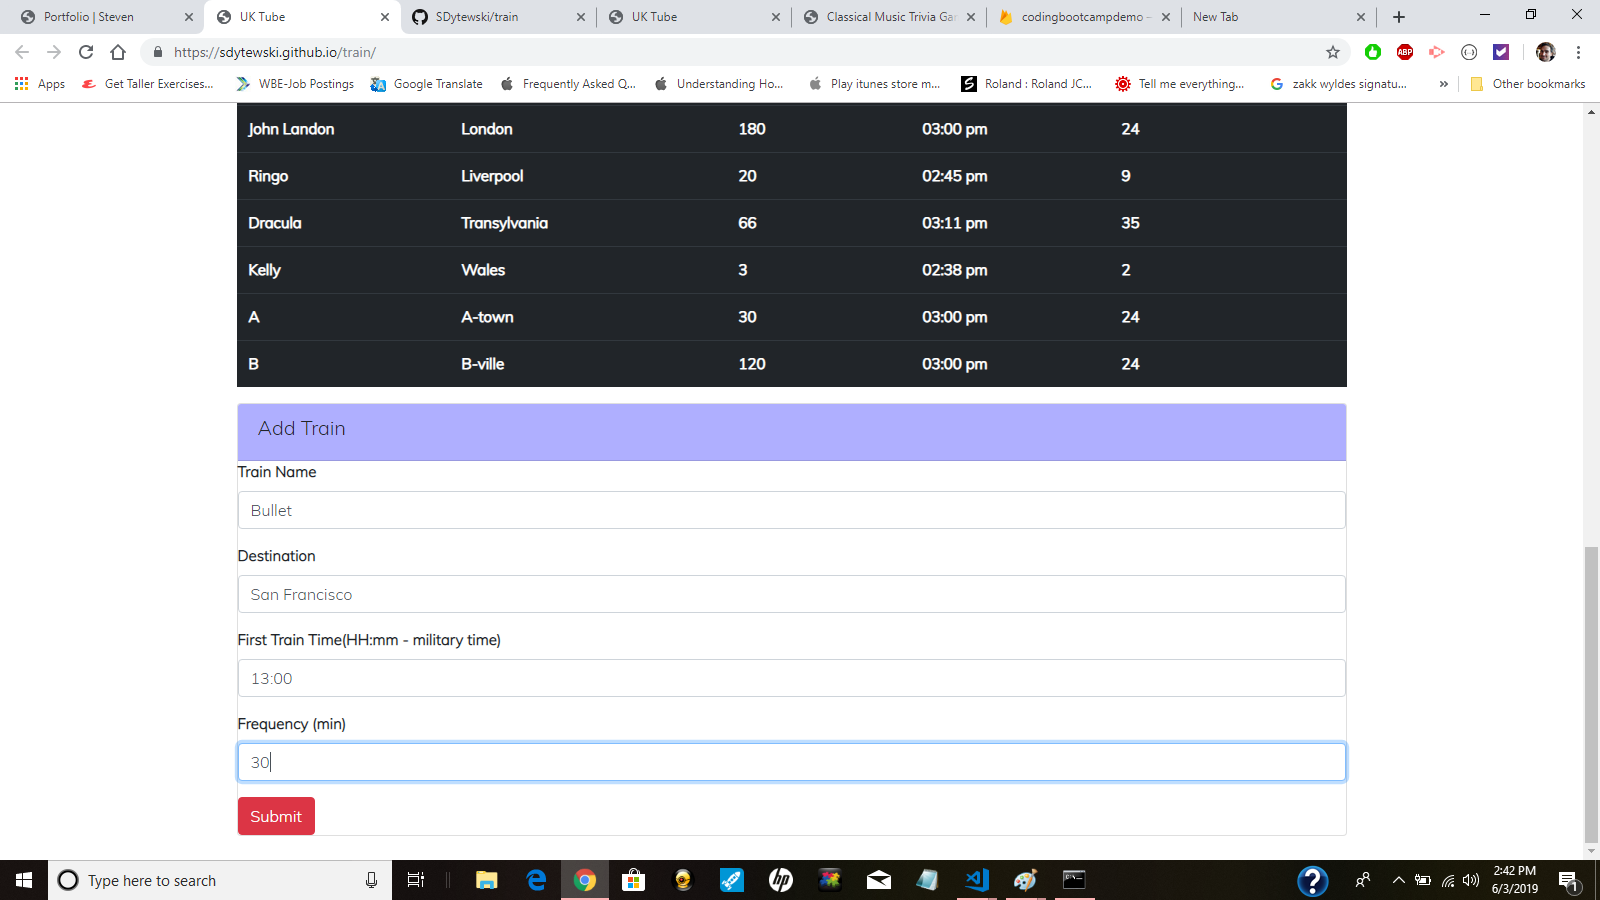 Portfolio | Steven
UK Tube
SDytewski/train
UK Tube
Classical Music Trivia Gar
codingbootcampdemo –
New Tab
https://sdytewski.github.io/train/
ABP
Apps
Get Taller Exercises...
WBE-Job Postings
Google Translate
Frequently Asked Q...
Understanding Ho...
Play itunes store m...
Roland : Roland JC...
Tell me everything...
zakk wyldes signatu...
»
Other bookmarks
John Landon London 180 03:00 pm 24
Ringo Liverpool 20 02:45 pm 9
Dracula Transylvania 66 03:11 pm 35
Kelly Wales 3 02:38 pm 2
A A-town 30 03:00 pm 24
B B-ville 120 03:00 pm 24
Add Train
Train Name
Bullet
Destination
San Francisco
First Train Time(HH:mm - military time)
13:00
Frequency (min)
30
Submit
Type here to search
2:42 PM
6/3/2019
1